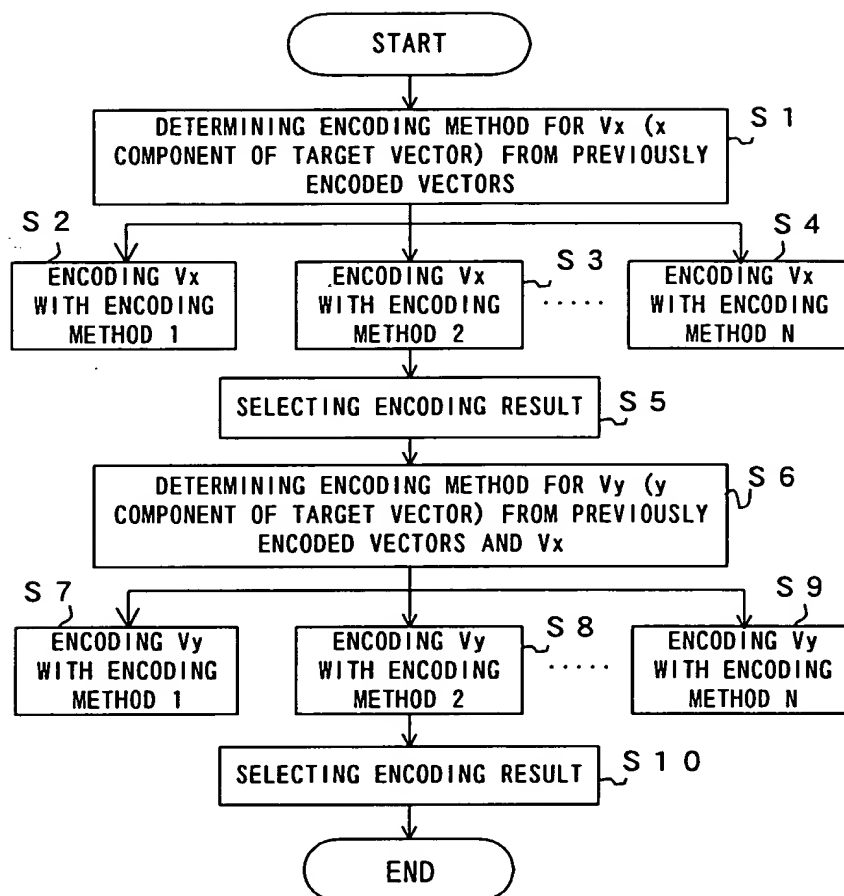 START
DETERMINING ENCODING METHOD FOR Vx (x
COMPONENT OF TARGET VECTOR) FROM PREVIOUSLY
ENCODED VECTORS
S 1
S 2
ENCODING Vx
WITH ENCODING
METHOD 1
ENCODING Vx
WITH ENCODING
METHOD 2
S 3
.....
S 4
ENCODING Vx
WITH ENCODING
METHOD N
SELECTING ENCODING RESULT
S 5
DETERMINING ENCODING METHOD FOR Vy (y
COMPONENT OF TARGET VECTOR) FROM PREVIOUSLY
ENCODED VECTORS AND Vx
S 6
S 7
ENCODING Vy
WITH ENCODING
METHOD 1
ENCODING Vy
WITH ENCODING
METHOD 2
S 8
.....
S 9
ENCODING Vy
WITH ENCODING
METHOD N
SELECTING ENCODING RESULT
S 1 0
END